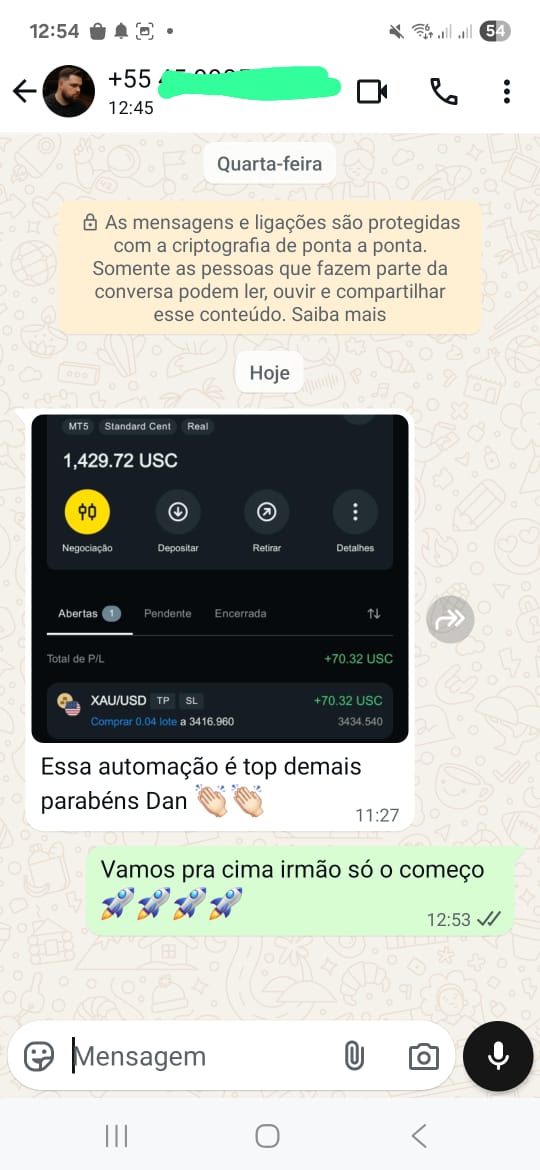 12:54
54
+55
12:45
Quarta-feira
As mensagens e ligações são protegidas
com a criptografia de ponta a ponta.
Somente as pessoas que fazem parte da
conversa podem ler, ouvir e compartilhar
esse conteúdo. Saiba mais
Hoje
MT5 Standard Cent Real
1,429.72 USC
Negociação Depositar Retirar Detalhes
Abertas 1 Pendente Encerrada
Total de P/L +70.32 USC
XAU/USD TP SL +70.32 USC
Comprar 0.04 lote a 3416.960 3434.540
Essa automação é top demais
parabéns Dan 👏🏻👏🏻
11:27
Vamos pra cima irmão só o começo
🚀🚀🚀🚀
12:53
Mensagem